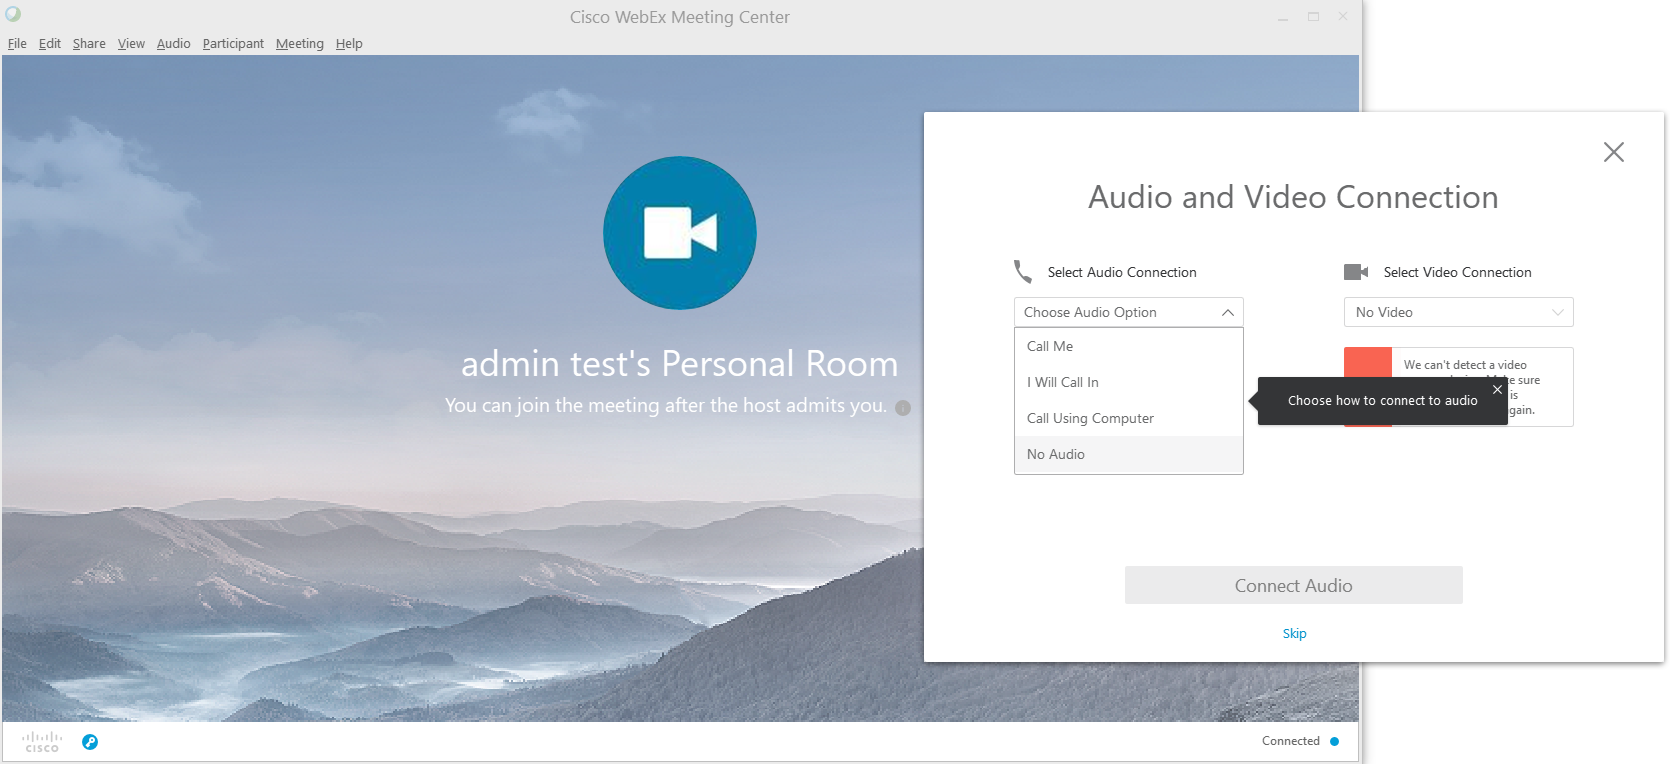 Cisco WebEx Meeting Center
File Edit Share View Audio Participant Meeting Help
admin test's Personal Room
You can join the meeting after the host admits you.
Audio and Video Connection
Select Audio Connection
Choose Audio Option
Call Me
I Will Call In
Call Using Computer
No Audio
Select Video Connection
No Video
We can't detect a video
sure
is
gain.
Choose how to connect to audio
Connect Audio
Skip
CISCO
Connected